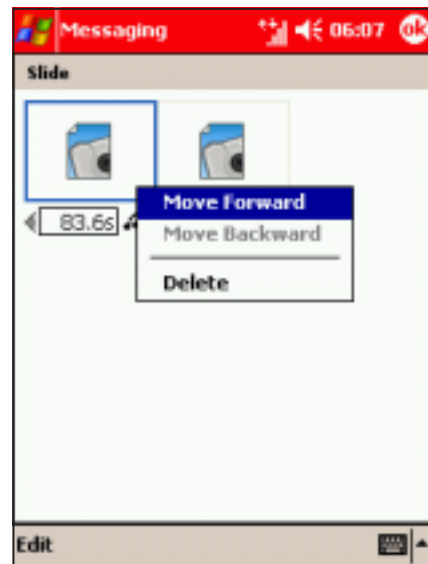 Messaging 06:07 ok
Slide
83.6s
Move Forward
Move Backward
Delete
Edit